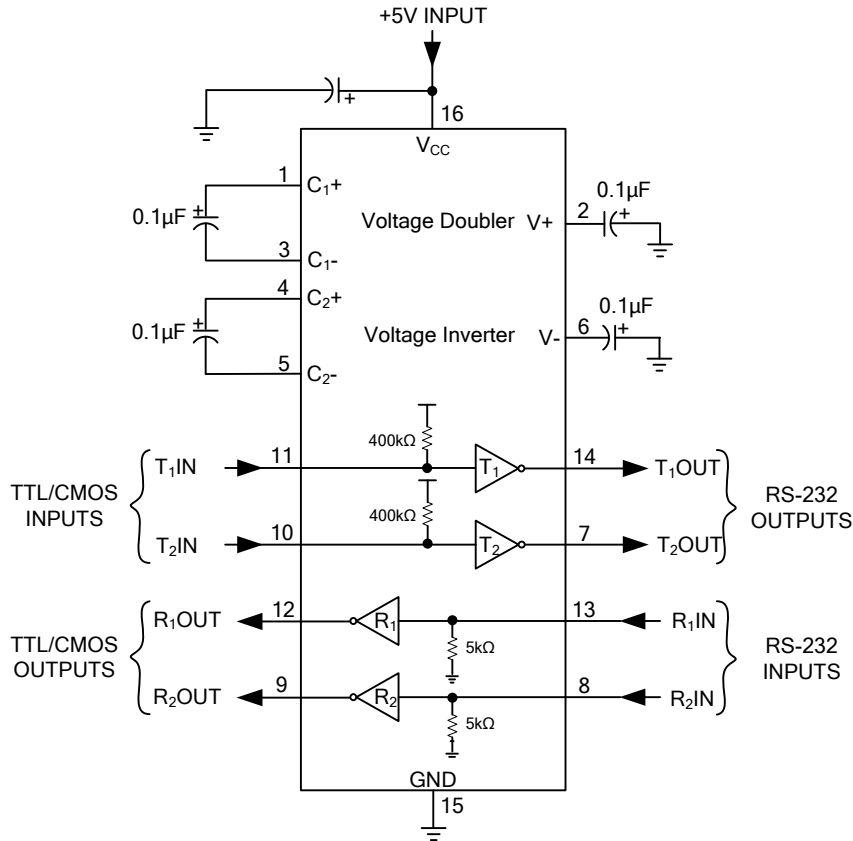 +5V INPUT
16
VCC
1
C1+
0.1µF
3
C1-
4
C2+
0.1µF
5
C2-
Voltage Doubler
V+
2
0.1µF
Voltage Inverter
V-
6
0.1µF
400kΩ
TTL/CMOS
INPUTS
T1IN
11
T1
14
T1OUT
RS-232
OUTPUTS
400kΩ
T2IN
10
T2
7
T2OUT
TTL/CMOS
OUTPUTS
R1OUT
12
R1
13
R1IN
RS-232
INPUTS
5kΩ
R2OUT
9
R2
8
R2IN
5kΩ
GND
15